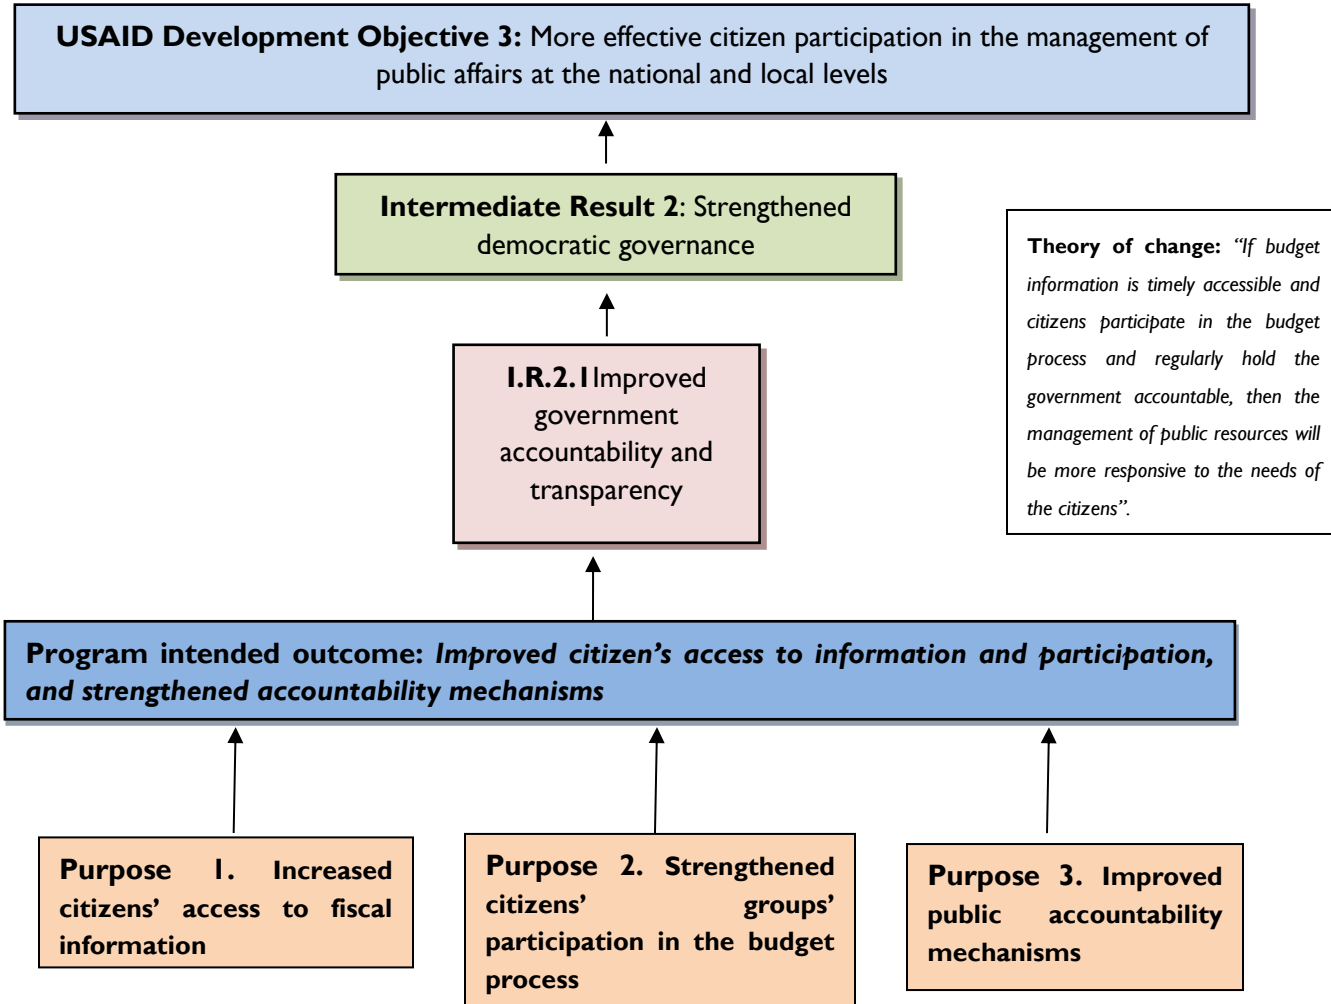 USAID Development Objective 3: More effective citizen participation in the management of
public affairs at the national and local levels
Intermediate Result 2: Strengthened
democratic governance
Theory of change: “If budget
information is timely accessible and
citizens participate in the budget
process and regularly hold the
government accountable, then the
management of public resources will
be more responsive to the needs of
the citizens”.
I.R.2.1Improved
government
accountability and
transparency
Program intended outcome: Improved citizen’s access to information and participation,
and strengthened accountability mechanisms
Purpose 1. Increased
citizens’ access to fiscal
information
Purpose 2. Strengthened
citizens’ groups’
participation in the budget
process
Purpose 3. Improved
public accountability
mechanisms